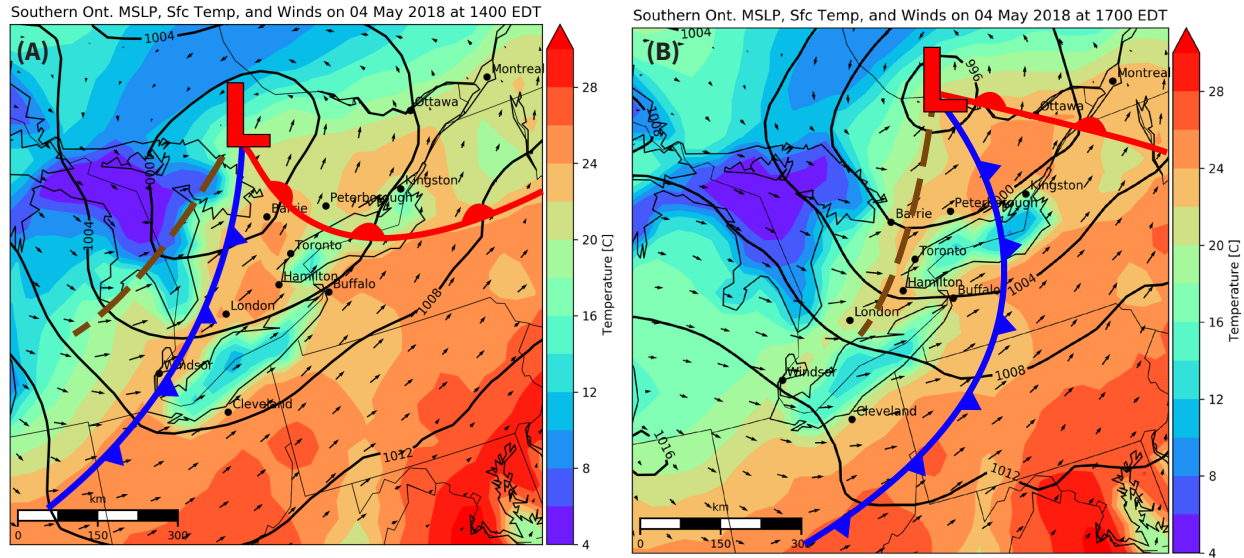 Southern Ont. MSLP, Sfc Temp, and Winds on 04 May 2018 at 1400 EDT
(A)
1004
L
Montreal
Ottawa
1000
Kingston
Peterborough
Barrie
1004
Toronto
Hamilton
Buffalo
1008
London
Windsor
Cleveland
1012
km
0 150 300
28
24
20
16
12
8
4
Temperature [C]
Southern Ont. MSLP, Sfc Temp, and Winds on 04 May 2018 at 1700 EDT
(B)
1004
1008
L
996
Montreal
Ottawa
1000
Kingston
Peterborough
Barrie
Toronto
Hamilton
1004
Buffalo
London
1008
Windsor
Cleveland
1016
1012
km
0 150 300
28
24
20
16
12
8
4
Temperature [C]